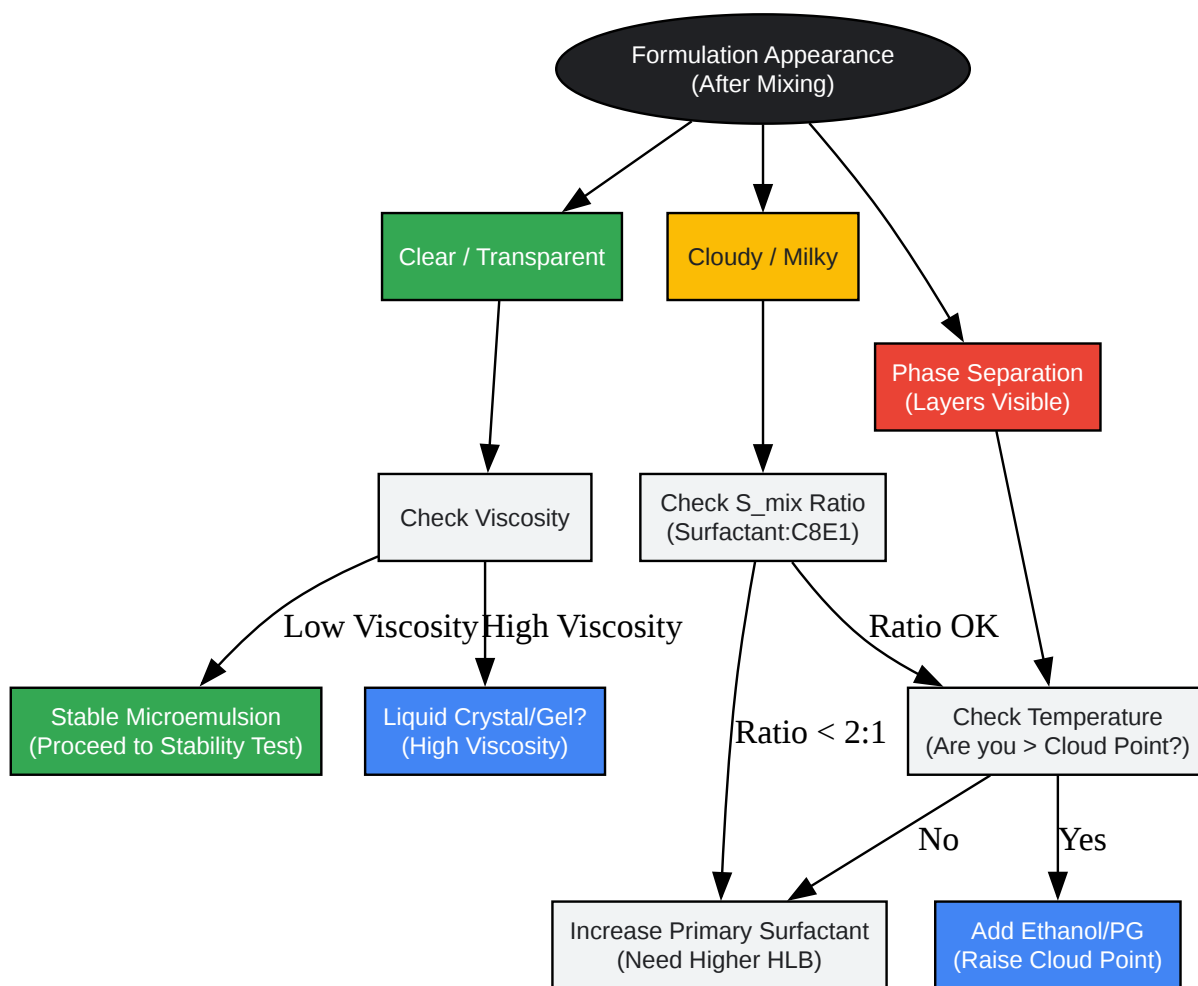 Formulation Appearance
(After Mixing)
Clear / Transparent
Cloudy / Milky
Phase Separation
(Layers Visible)
Check Viscosity
Check S_mix Ratio
(Surfactant:C8E1)
Low Viscosity
High Viscosity
Ratio OK
Stable Microemulsion
(Proceed to Stability Test)
Liquid Crystal/Gel?
(High Viscosity)
Ratio < 2:1
Check Temperature
(Are you > Cloud Point?)
No
Yes
Increase Primary Surfactant
(Need Higher HLB)
Add Ethanol/PG
(Raise Cloud Point)